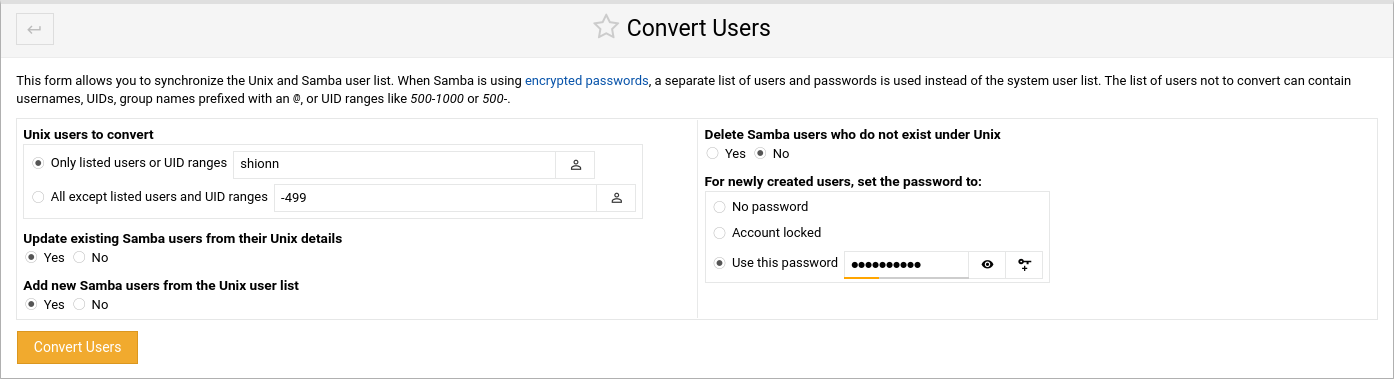 Convert Users
This form allows you to synchronize the Unix and Samba user list. When Samba is using encrypted passwords, a separate list of users and passwords is used instead of the system user list. The list of users not to convert can contain
usernames, UIDs, group names prefixed with an @, or UID ranges like 500-1000 or 500-.
Unix users to convert
Only listed users or UID ranges shionn
All except listed users and UID ranges -499
Update existing Samba users from their Unix details
Yes No
Add new Samba users from the Unix user list
Yes No
Delete Samba users who do not exist under Unix
Yes No
For newly created users, set the password to:
No password
Account locked
Use this password ●●●●●●●●●●
Convert Users